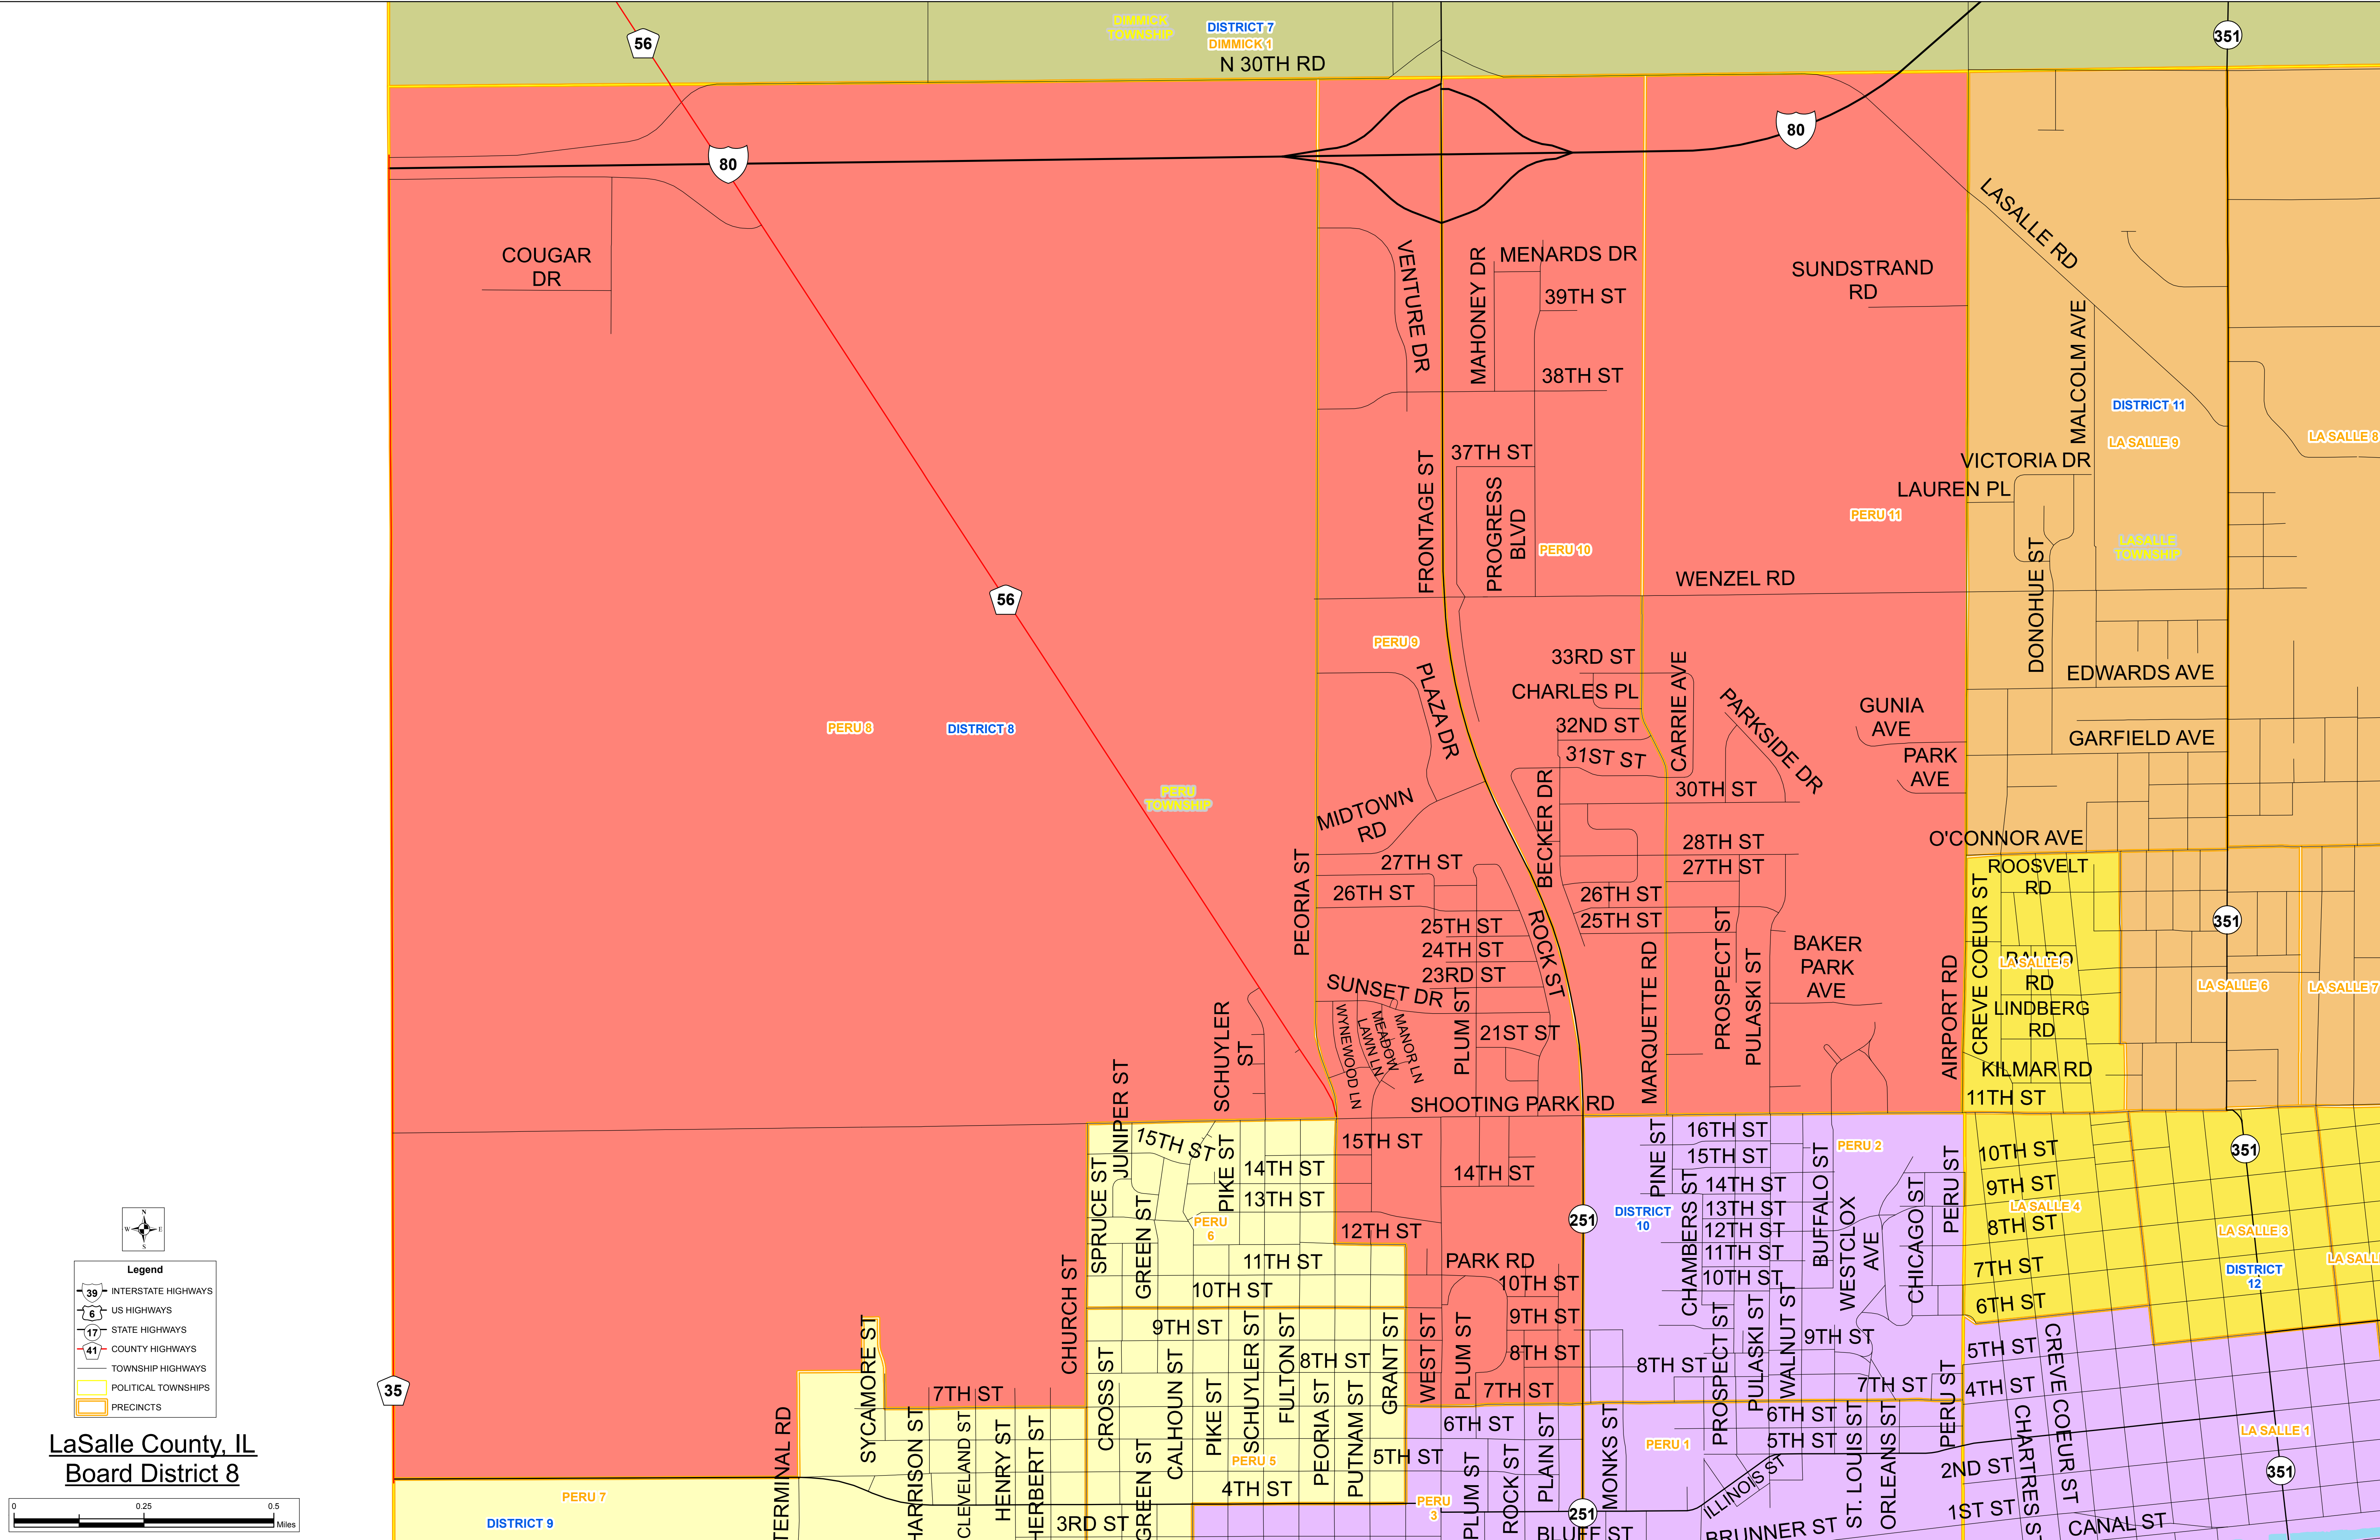 DIMMICK
TOWNSHIP
DISTRICT 7
DIMMICK 1
N 30TH RD
56
351
80
80
COUGAR
DR
VENTURE DR
MAHONEY DR
MENARDS DR
39TH ST
38TH ST
SUNDSTRAND
RD
LASALLE RD
MALCOLM AVE
DISTRICT 11
LA SALLE 9
LA SALLE 8
VICTORIA DR
LAUREN PL
37TH ST
FRONTAGE ST
PROGRESS
BLVD
PERU 10
PERU 11
LASALLE
TOWNSHIP
DONOHUE ST
WENZEL RD
56
PERU 9
33RD ST
CHARLES PL
32ND ST
31ST ST
CARRIE AVE
PARKSIDE DR
GUNIA
AVE
PARK
AVE
EDWARDS AVE
GARFIELD AVE
PERU 8
DISTRICT 8
PLAZA DR
PERU
TOWNSHIP
MIDTOWN
RD
BECKER DR
30TH ST
28TH ST
27TH ST
O'CONNOR AVE
PEORIA ST
27TH ST
26TH ST
26TH ST
25TH ST
25TH ST
24TH ST
23RD ST
ROCK ST
SUNSET DR
PLUM ST
21ST ST
WYNEWOOD LN
LAWN LN
MEADOW
MANOR LN
MARQUETTE RD
PROSPECT ST
PULASKI ST
BAKER
PARK
AVE
AIRPORT RD
CREVE COEUR ST
ROOSVELT
RD
LA SALLE 5
RD
LINDBERG
RD
KILMAR RD
11TH ST
351
LA SALLE 6
LA SALLE 7
SCHUYLER
ST
JUNIPER ST
SHOOTING PARK RD
15TH ST
PIKE ST
14TH ST
13TH ST
SPRUCE ST
GREEN ST
PERU
6
11TH ST
10TH ST
15TH ST
14TH ST
12TH ST
PARK RD
10TH ST
9TH ST
8TH ST
7TH ST
251
PINE ST
16TH ST
15TH ST
14TH ST
13TH ST
12TH ST
11TH ST
10TH ST
CHAMBERS ST
DISTRICT
10
PERU 2
BUFFALO ST
WESTCLOX
AVE
CHICAGO ST
PERU ST
10TH ST
9TH ST
LA SALLE 4
8TH ST
7TH ST
6TH ST
351
LA SALLE 3
DISTRICT
12
LA SALL
CHURCH ST
SYCAMORE ST
7TH ST
CROSS ST
9TH ST
CALHOUN ST
PIKE ST
SCHUYLER ST
FULTON ST
8TH ST
PEORIA ST
PUTNAM ST
GRANT ST
WEST ST
PLUM ST
8TH ST
PROSPECT ST
PULASKI ST
WALNUT ST
9TH ST
7TH ST
PERU ST
5TH ST
4TH ST
CREVE COEUR ST
CHARTRES ST
TERMINAL RD
HARRISON ST
CLEVELAND ST
HENRY ST
HERBERT ST
GREEN ST
PERU 5
4TH ST
3RD ST
5TH ST
6TH ST
PERU
3
PLUM ST
ROCK ST
PLAIN ST
251
MONKS ST
PERU 1
6TH ST
5TH ST
ILLINOIS ST
ST. LOUIS ST
ORLEANS ST
2ND ST
1ST ST
LA SALLE 1
351
BLUFF ST
BRUNNER ST
CANAL ST
35
PERU 7
DISTRICT 9
N
W E
S
Legend
39 INTERSTATE HIGHWAYS
6 US HIGHWAYS
17 STATE HIGHWAYS
41 COUNTY HIGHWAYS
TOWNSHIP HIGHWAYS
POLITICAL TOWNSHIPS
PRECINCTS
LaSalle County, IL
Board District 8
0 0.25 0.5
Miles